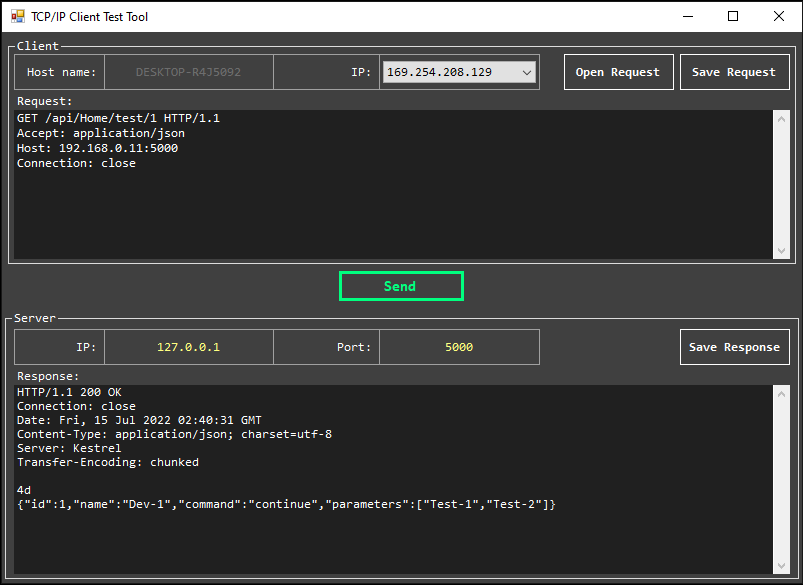 TCP/IP Client Test Tool
Client
Host name: DESKTOP-R4J5092 IP: 169.254.208.129 Open Request Save Request
Request:
GET /api/Home/test/1 HTTP/1.1
Accept: application/json
Host: 192.168.0.11:5000
Connection: close
Send
Server
IP: 127.0.0.1 Port: 5000 Save Response
Response:
HTTP/1.1 200 OK
Connection: close
Date: Fri, 15 Jul 2022 02:40:31 GMT
Content-Type: application/json; charset=utf-8
Server: Kestrel
Transfer-Encoding: chunked
4d
{"id":1,"name":"Dev-1","command":"continue","parameters":["Test-1","Test-2"]}